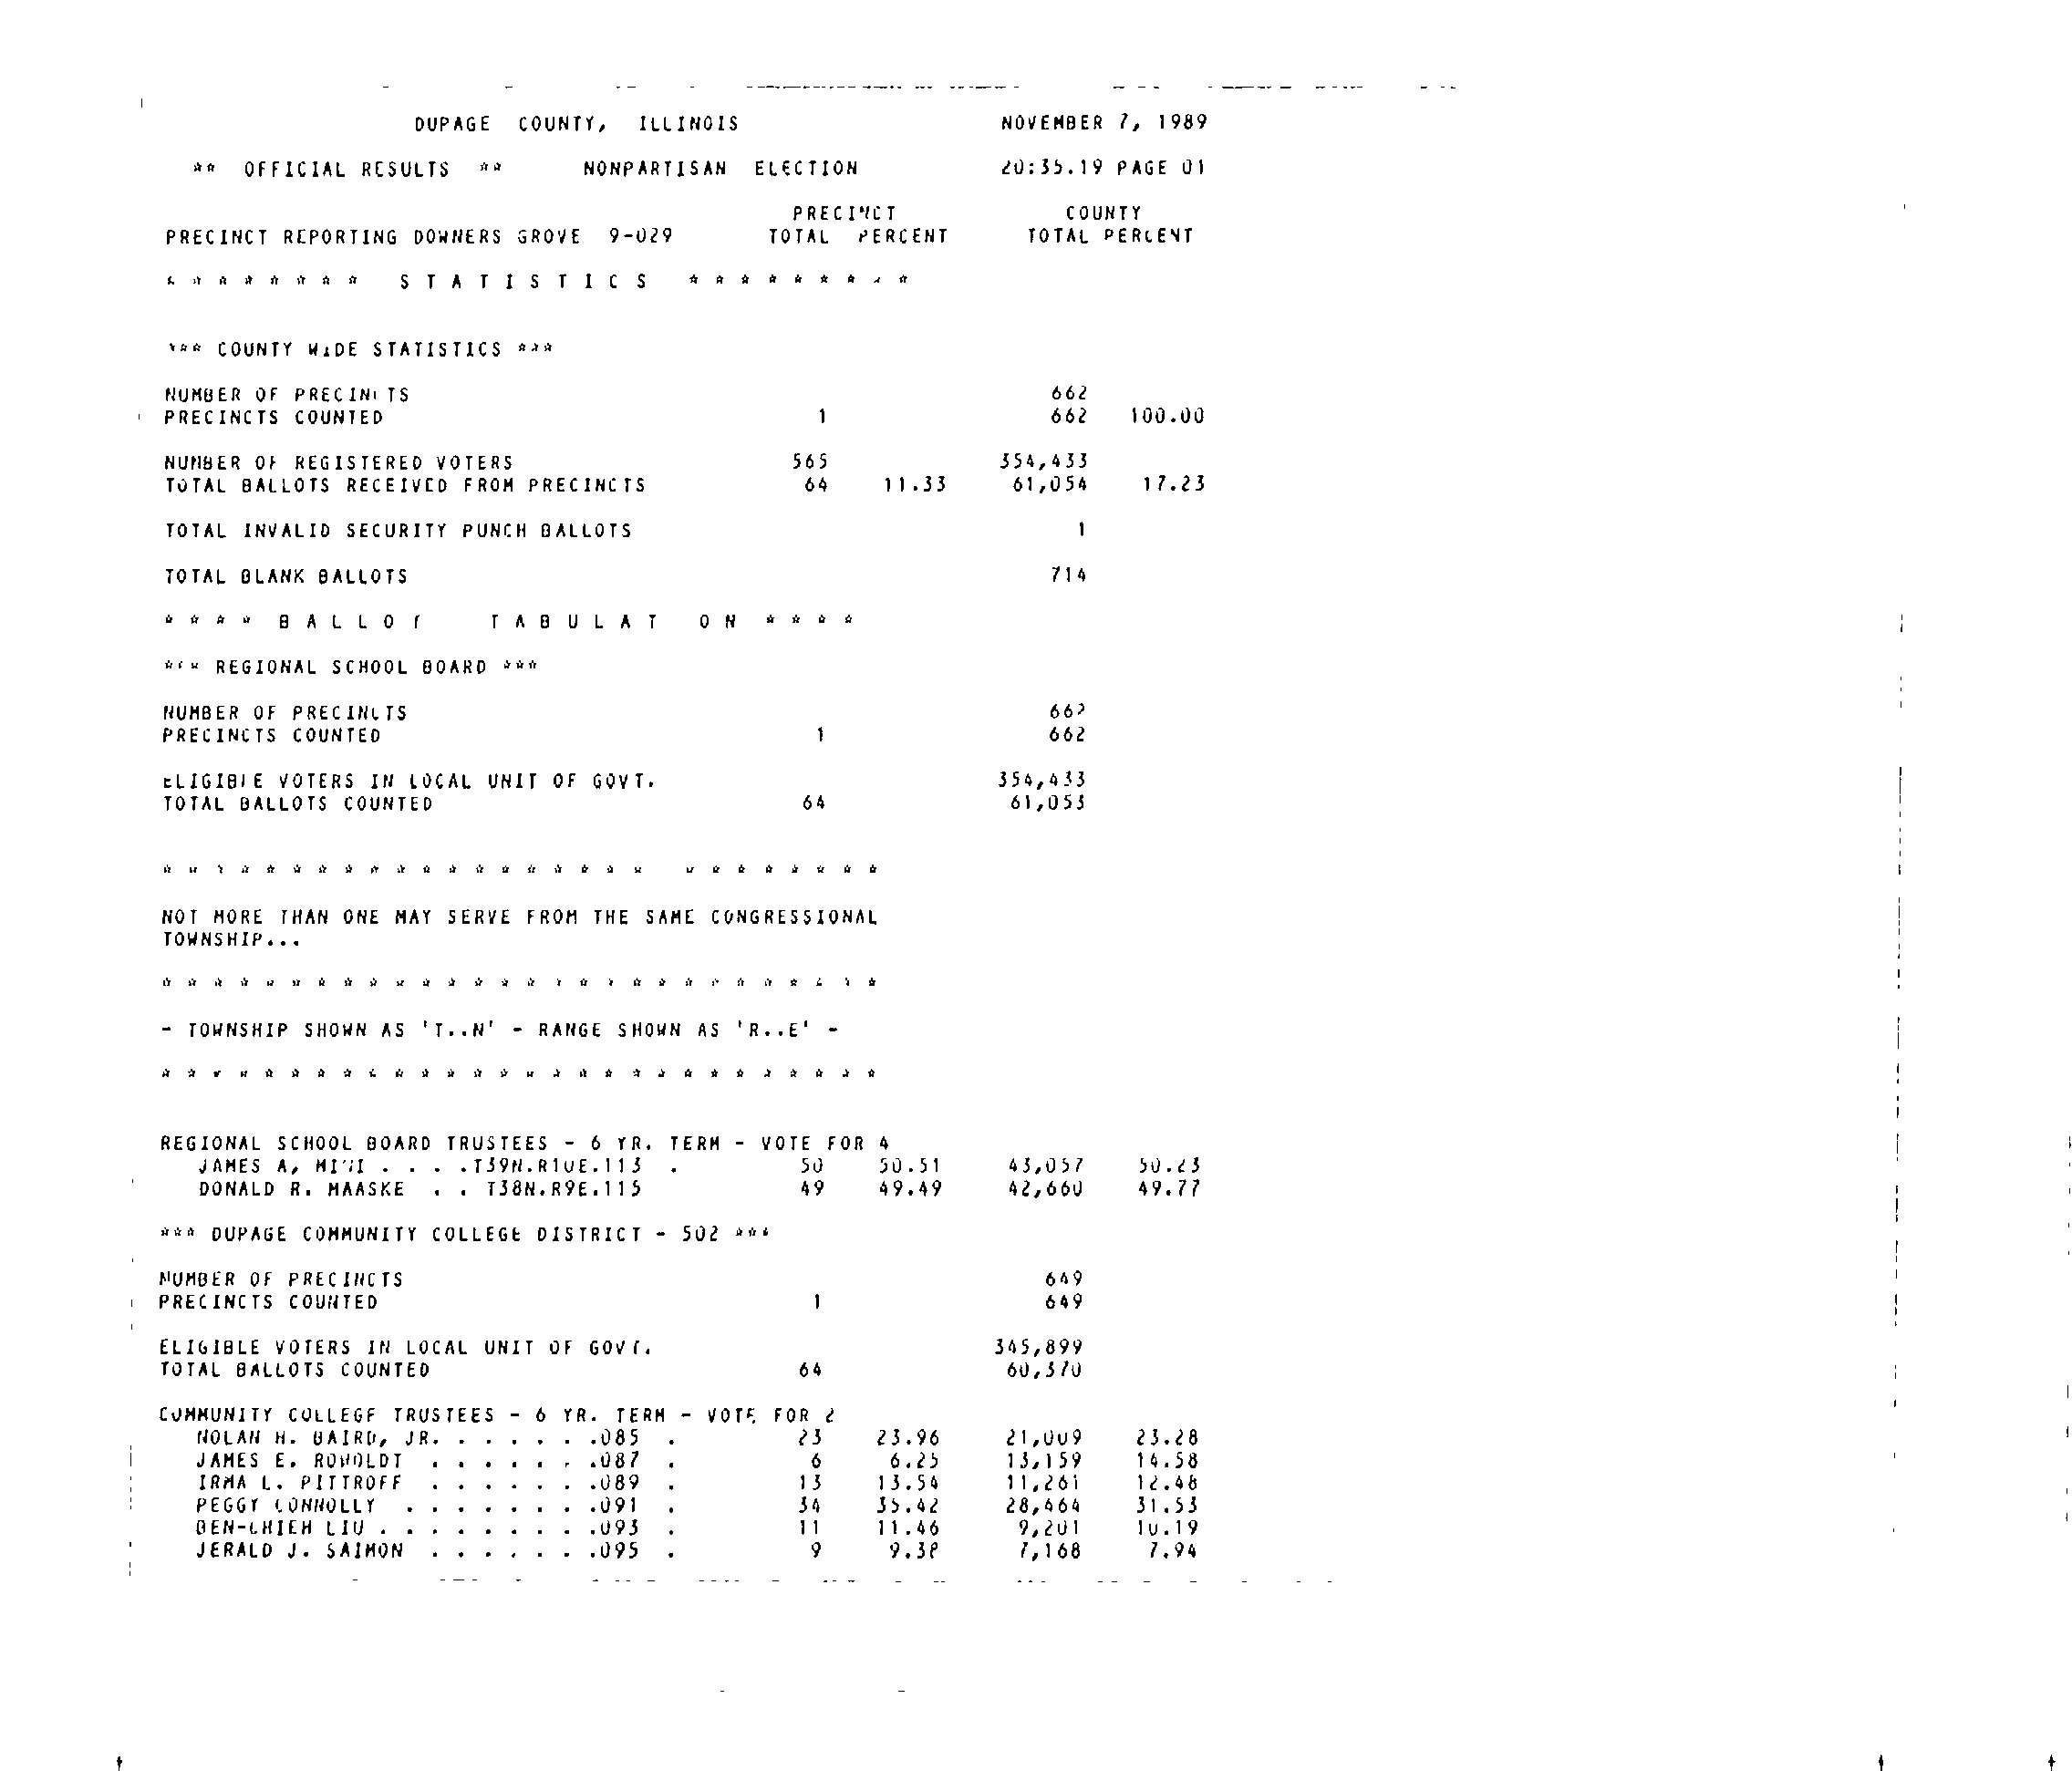 DUPAGE COUNTY, ILLINOIS NOVEMBER 7, 1989
** OFFICIAL RESULTS ** NONPARTISAN ELECTION 20:35.19 PAGE 01
PRECINCT COUNTY
PRECINCT REPORTING DOWNERS GROVE 9-029 TOTAL PERCENT TOTAL PERCENT
* * * * * * * * S T A T I S T I C S * * * * * * * * *
*** COUNTY WIDE STATISTICS ***
NUMBER OF PRECINCTS 662
PRECINCTS COUNTED 1 662 100.00
NUMBER OF REGISTERED VOTERS 565 354,433
TOTAL BALLOTS RECEIVED FROM PRECINCTS 64 11.33 61,054 17.23
TOTAL INVALID SECURITY PUNCH BALLOTS 1
TOTAL BLANK BALLOTS 714
* * * * B A L L O T T A B U L A T O N * * * *
*** REGIONAL SCHOOL BOARD ***
NUMBER OF PRECINCTS 662
PRECINCTS COUNTED 1 662
ELIGIBLE VOTERS IN LOCAL UNIT OF GOVT. 354,433
TOTAL BALLOTS COUNTED 64 61,053
* * * * * * * * * * * * * * * * * * * * * * * * * * *
NOT MORE THAN ONE MAY SERVE FROM THE SAME CONGRESSIONAL
TOWNSHIP...
* * * * * * * * * * * * * * * * * * * * * * * * * * * *
- TOWNSHIP SHOWN AS 'T..N' - RANGE SHOWN AS 'R..E' -
* * * * * * * * * * * * * * * * * * * * * * * * * * * *
REGIONAL SCHOOL BOARD TRUSTEES - 6 YR. TERM - VOTE FOR 4
JAMES A. . . . .T39N.R10E.113 . 50 50.51 43,057 50.23
DONALD R. MAASKE . . T38N.R9E.115 49 49.49 42,660 49.77
*** DUPAGE COMMUNITY COLLEGE DISTRICT - 502 ***
NUMBER OF PRECINCTS 649
PRECINCTS COUNTED 1 649
ELIGIBLE VOTERS IN LOCAL UNIT OF GOVT. 345,899
TOTAL BALLOTS COUNTED 64 60,370
COMMUNITY COLLEGE TRUSTEES - 6 YR. TERM - VOTE FOR 2
NOLAN H. BAIRD, JR. . . . . . .085 . 23 23.96 21,009 23.28
JAMES E. . . . . . . .087 . 6 6.25 13,159 14.58
IRMA L. PITTROFF . . . . . . .089 . 13 13.54 11,261 12.48
PEGGY CONNOLLY . . . . . . . .091 . 34 35.42 28,464 31.53
BEN-CHIEH LIU . . . . . . . . .093 . 11 11.46 9,201 10.19
JERALD J. SAIMON . . . . . . .095 . 9 9.38 7,168 7.94